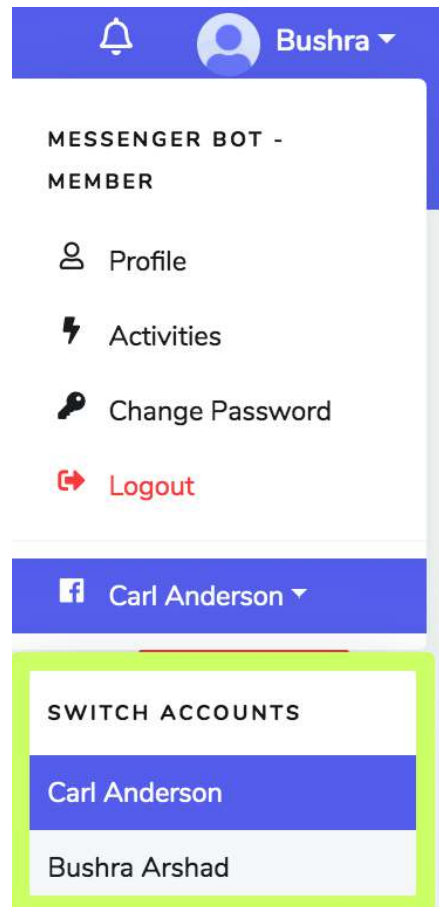 Bushra
MESSENGER BOT -
MEMBER
Profile
Activities
Change Password
Logout
Carl Anderson
SWITCH ACCOUNTS
Carl Anderson
Bushra Arshad